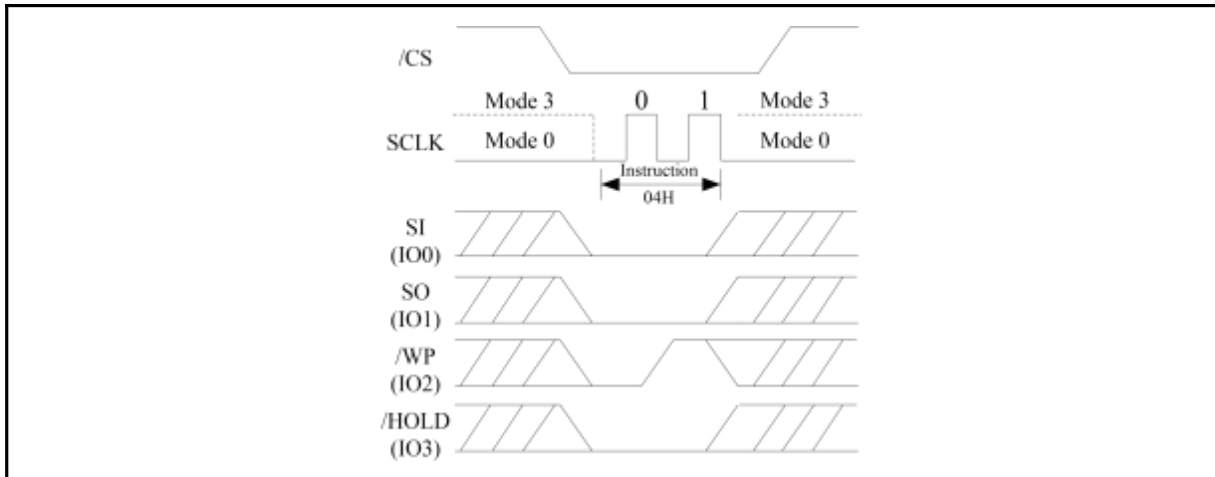 /CS
Mode 3 0 1 Mode 3
SCLK Mode 0 Mode 0
Instruction
04H
SI
(IO0)
SO
(IO1)
/WP
(IO2)
/HOLD
(IO3)